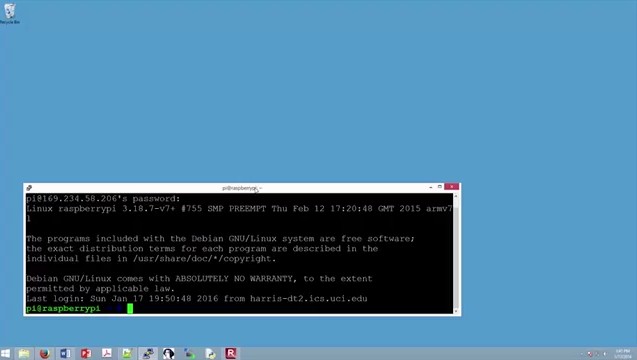 Recycle Bin
pi@raspberrypi: ~
pi@169.234.58.206's password:
Linux raspberrypi 3.18.7-v7+ #755 SMP PREEMPT Thu Feb 12 17:20:48 GMT 2015 armv7
l
The programs included with the Debian GNU/Linux system are free software;
the exact distribution terms for each program are described in the
individual files in /usr/share/doc/*/copyright.
Debian GNU/Linux comes with ABSOLUTELY NO WARRANTY, to the extent
permitted by applicable law.
Last login: Sun Jan 17 19:50:48 2016 from harris-dt2.ics.uci.edu
pi@raspberrypi